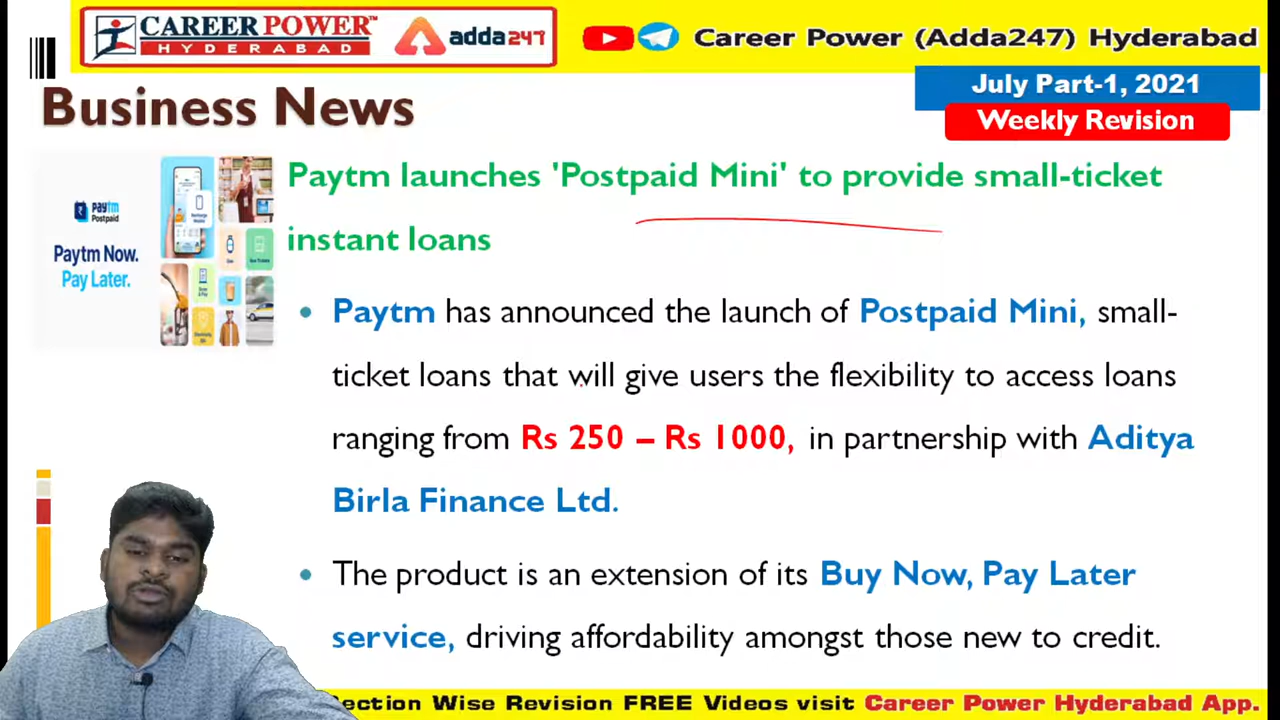 CAREER POWER™
HYDERABAD
adda247
Career Power (Adda247) Hyderabad
July Part-1, 2021
Weekly Revision
Business News
paytm
Postpaid
Paytm Now.
Pay Later.
Paytm launches 'Postpaid Mini' to provide small-ticket
instant loans
• Paytm has announced the launch of Postpaid Mini, small-
ticket loans that will give users the flexibility to access loans
ranging from Rs 250 – Rs 1000, in partnership with Aditya
Birla Finance Ltd.
• The product is an extension of its Buy Now, Pay Later
service, driving affordability amongst those new to credit.
ection Wise Revision FREE Videos visit Career Power Hyderabad App.